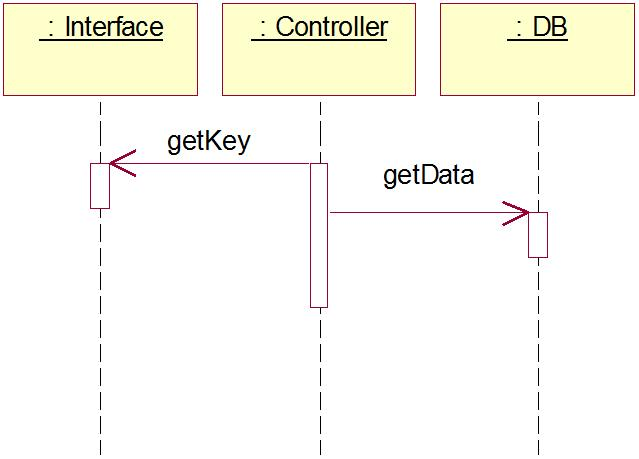 : Interface
: Controller
: DB
getKey
getData